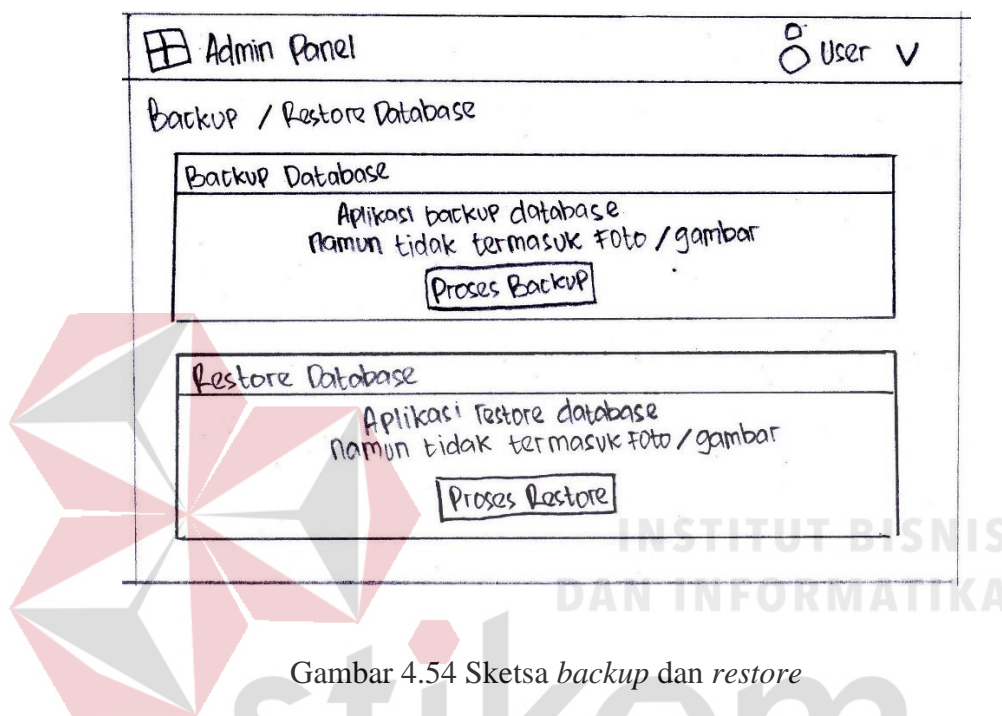 Admin Panel
User V
Backup / Restore Database
Backup Database
Aplikasi backup database
namun tidak termasuk Foto / gambar
Proses Backup
Restore Database
Aplikasi restore database
namun tidak termasuk Foto / gambar
Proses Restore
INSTITUT BISNIS
DAN INFORMATIKA
Gambar 4.54 Sketsa backup dan restore
stikom